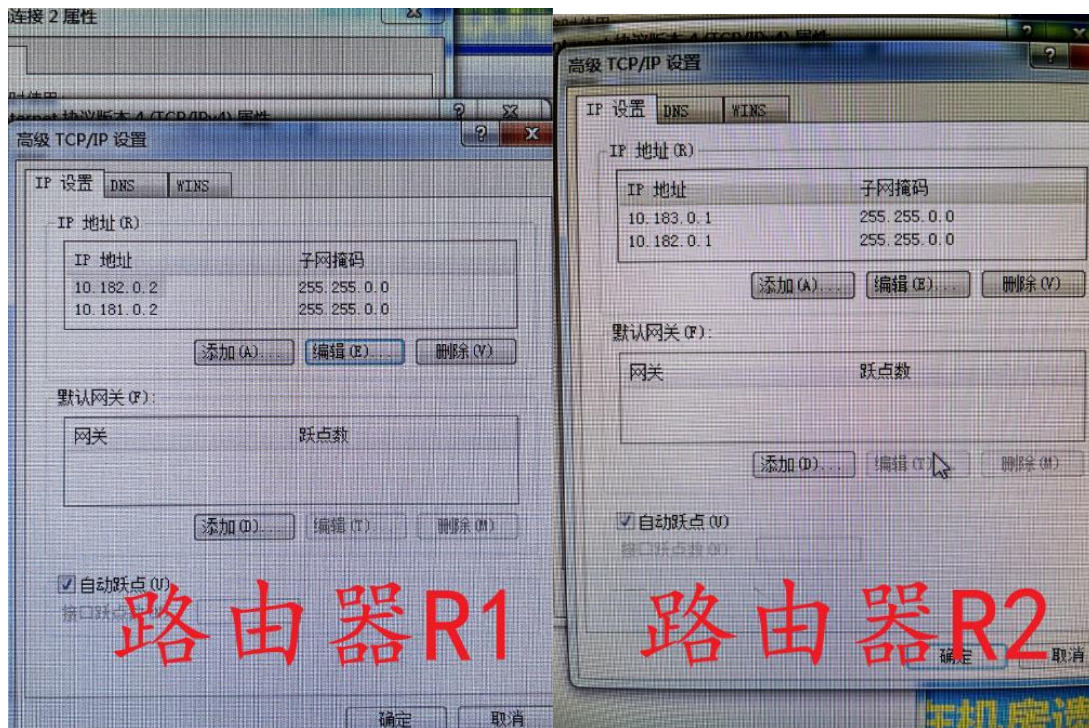 连接 2 属性
高级 TCP/IP 设置
IP 设置
DNS
WINS
IP 地址(R)
IP 地址 子网掩码
10.182.0.2 255.255.0.0
10.181.0.2 255.255.0.0
添加(A)... 编辑(E)... 删除(V)
默认网关(F):
网关 跃点数
添加(D)... 编辑(T)... 删除(M)
自动跃点(U)
路由器R1
确定 取消
高级 TCP/IP 设置
IP 设置
DNS
WINS
IP 地址(R)
IP 地址 子网掩码
10.183.0.1 255.255.0.0
10.182.0.1 255.255.0.0
添加(A)... 编辑(E)... 删除(V)
默认网关(F):
网关 跃点数
添加(D)... 编辑(T) 删除(M)
自动跃点(U)
接口跃点数(N):
路由器R2
确定 取消